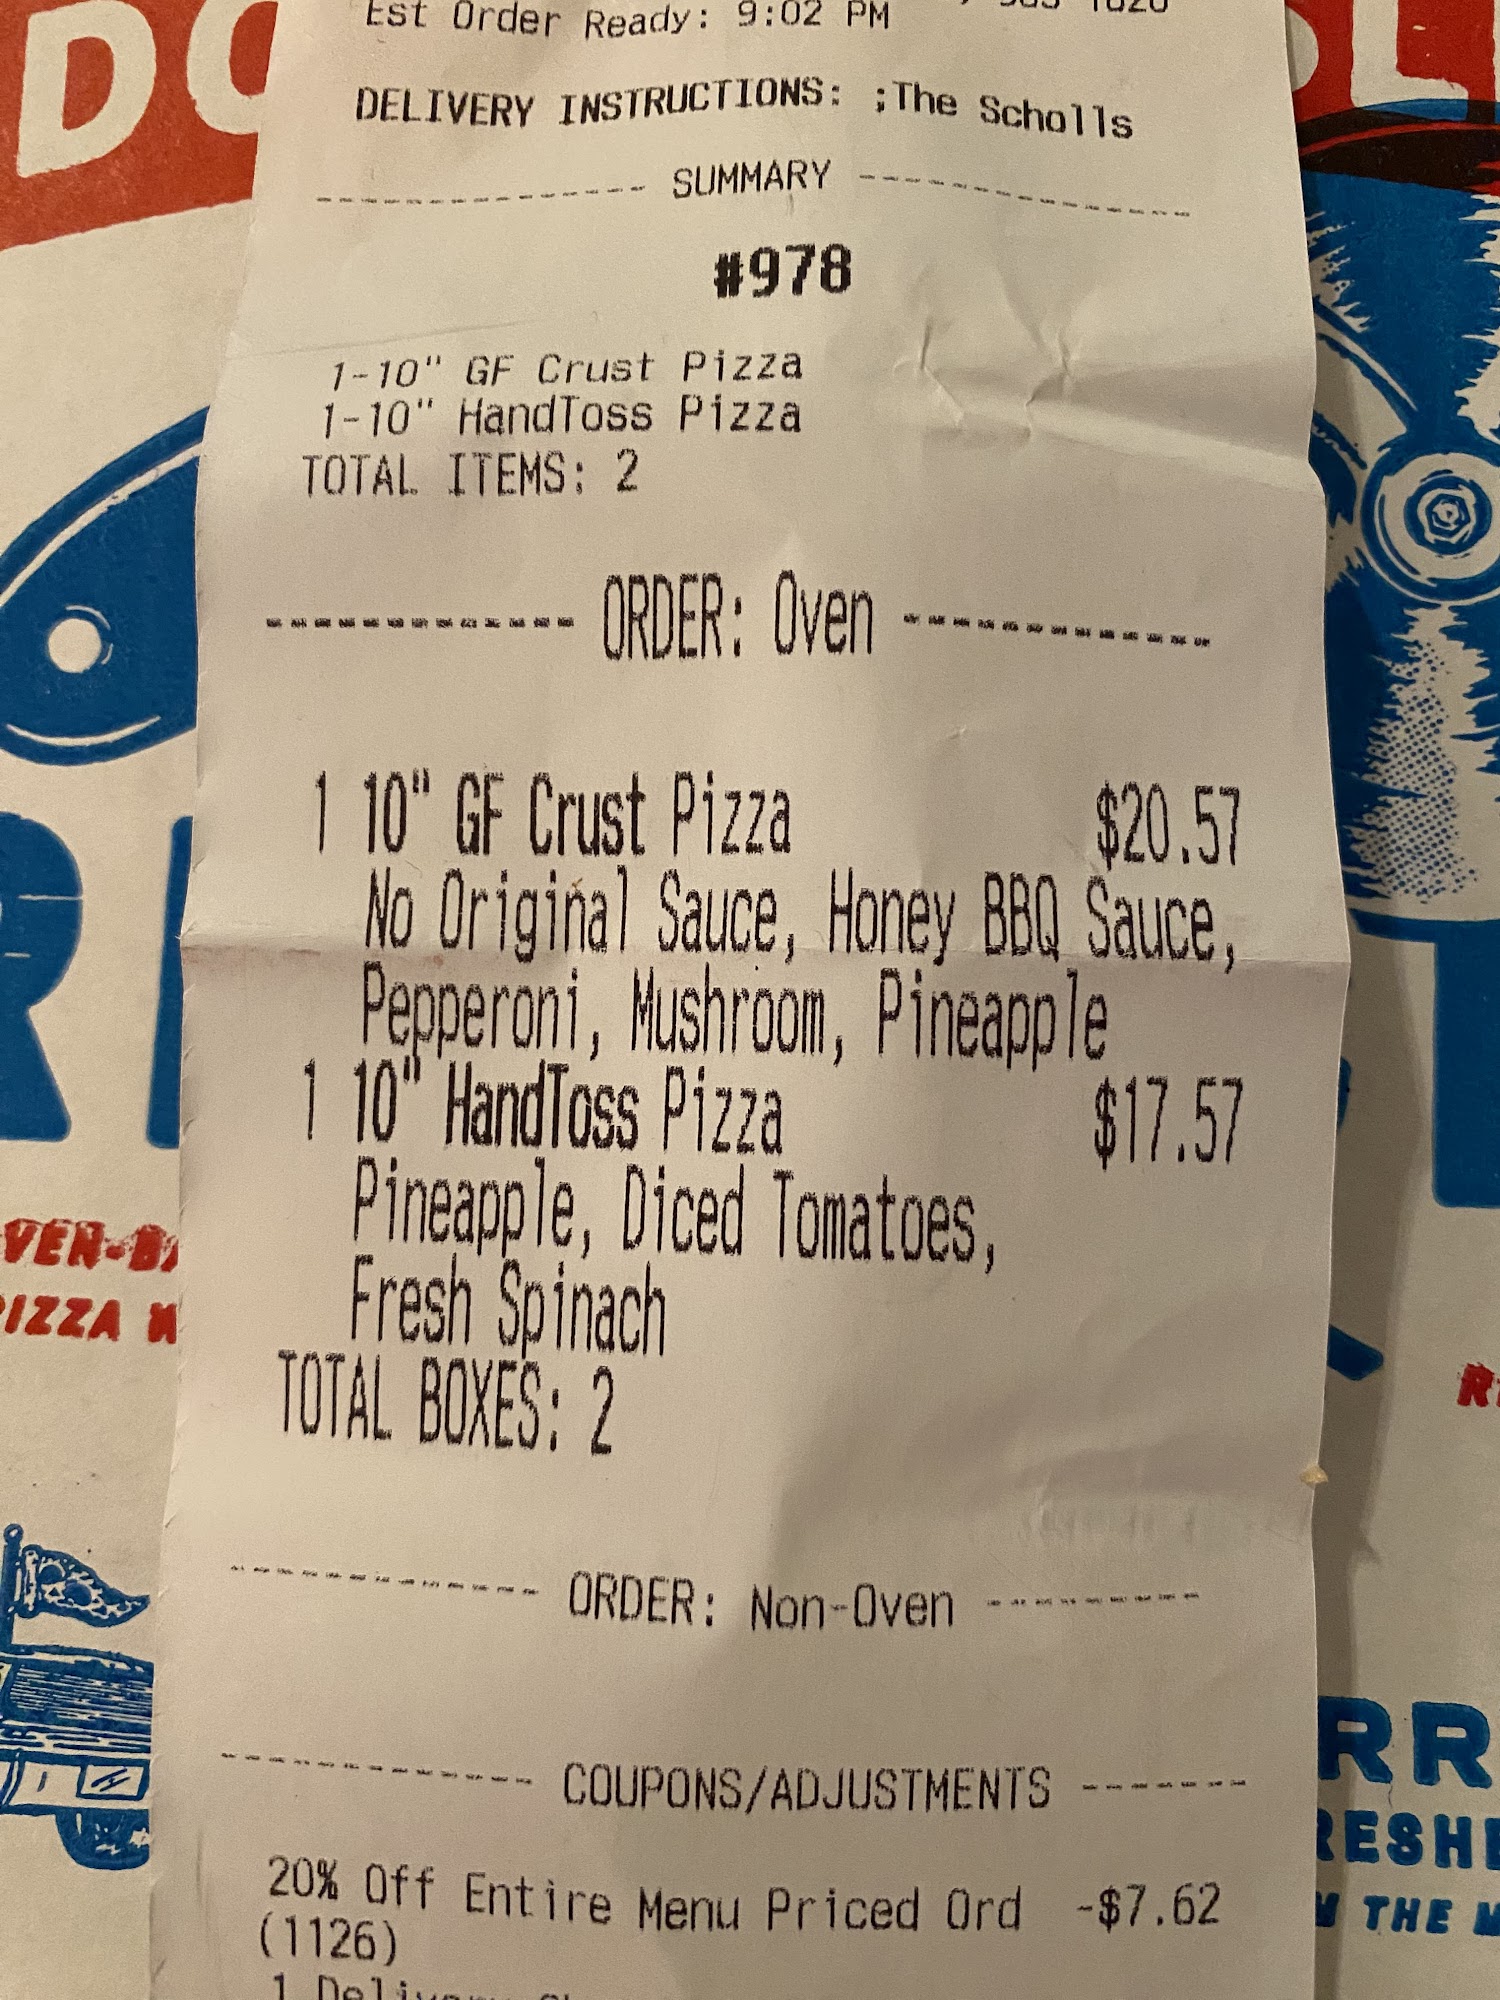 Est Order Ready: 9:02 PM
DELIVERY INSTRUCTIONS: ;The Scholls
SUMMARY
#978
1-10" GF Crust Pizza
1-10" HandToss Pizza
TOTAL ITEMS: 2
ORDER: Oven
1 10" GF Crust Pizza $20.57
No Original Sauce, Honey BBQ Sauce,
Pepperoni, Mushroom, Pineapple
1 10" HandToss Pizza $17.57
Pineapple, Diced Tomatoes,
Fresh Spinach
TOTAL BOXES: 2
ORDER: Non-Oven
COUPONS/ADJUSTMENTS
20% Off Entire Menu Priced Ord -$7.62
(1126)
PIZZA
THE